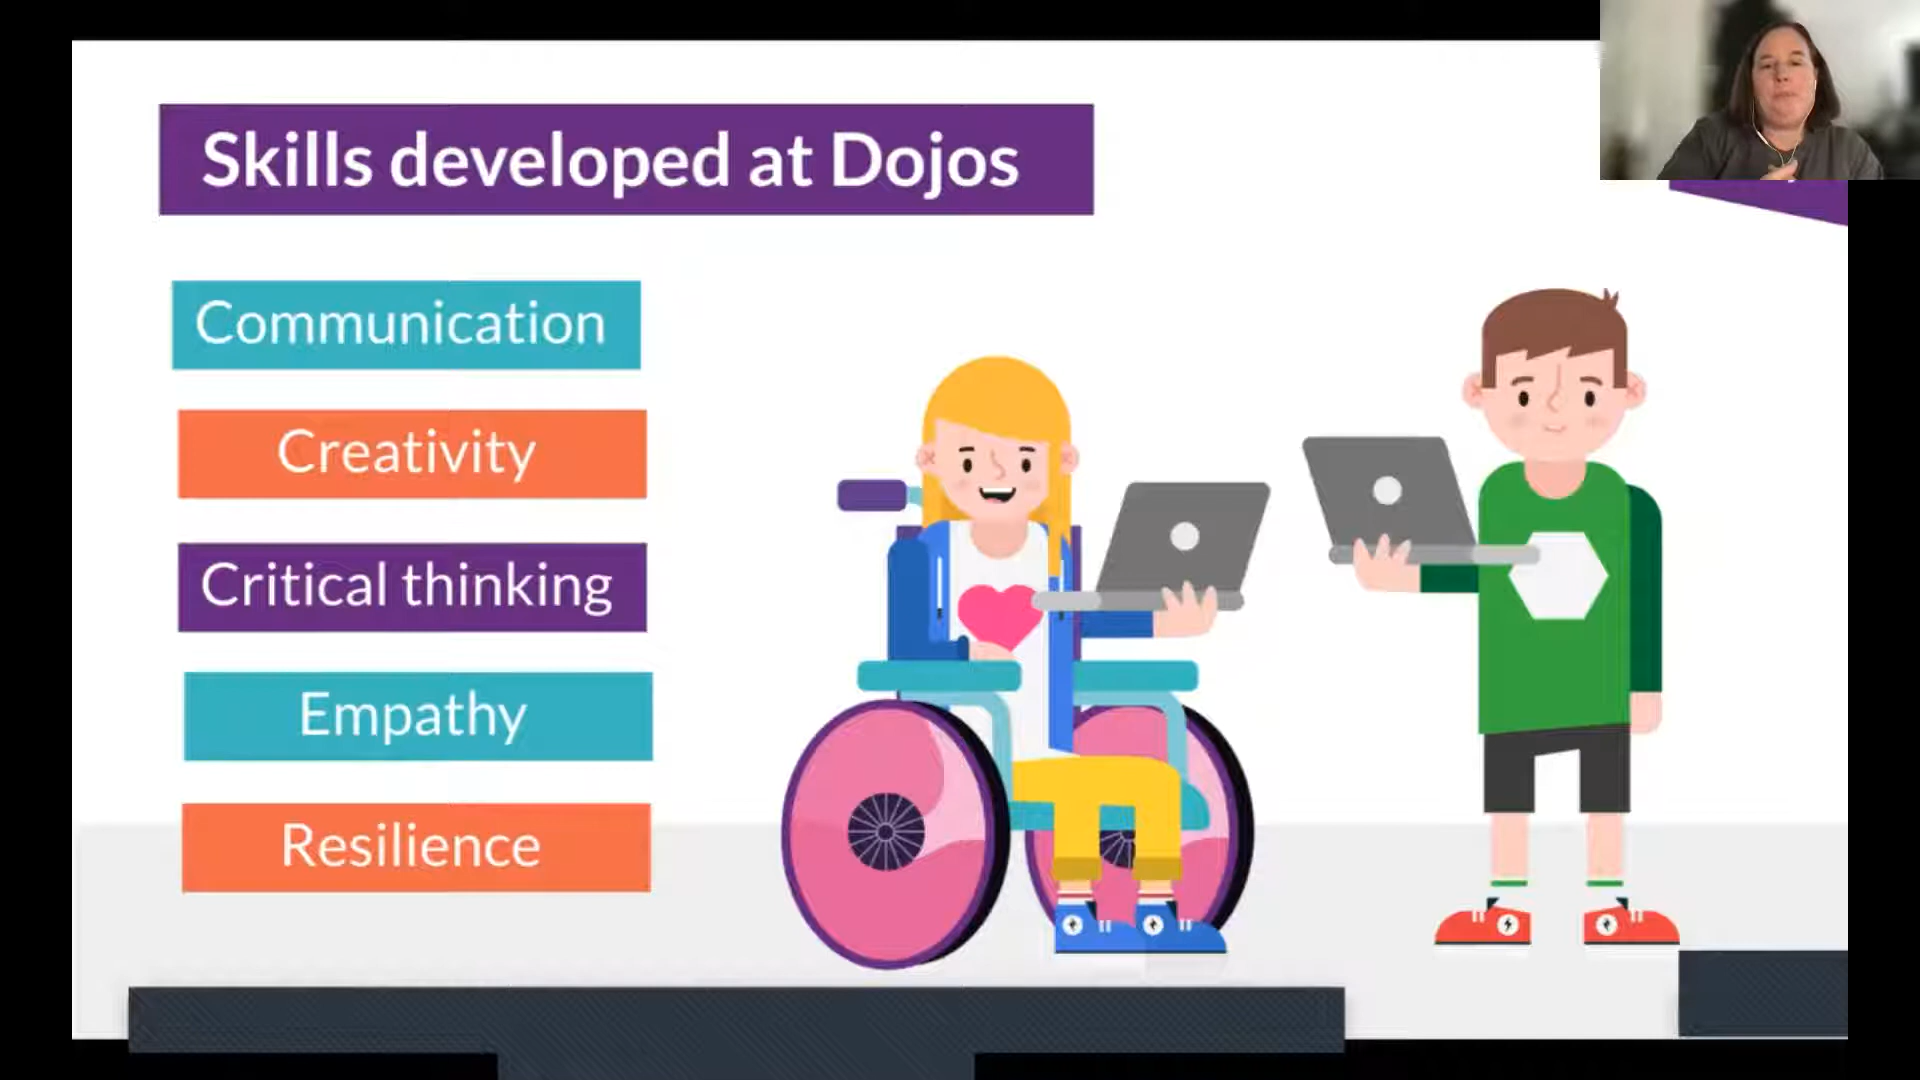 Skills developed at Dojos
Communication
Creativity
Critical thinking
Empathy
Resilience